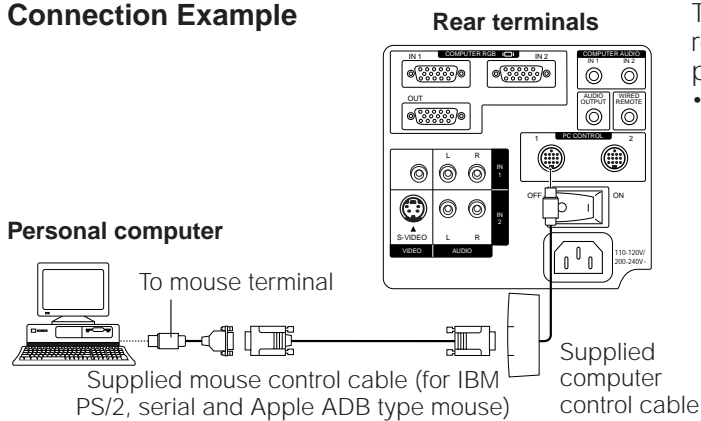 Connection Example
Rear terminals
IN 1 COMPUTER RGB IN 2
COMPUTER AUDIO
IN 1 IN 2
OUT
AUDIO OUTPUT
WIRED REMOTE
PC CONTROL
1 2
L R
IN 1
OFF ON
S-VIDEO
L R
IN 2
VIDEO AUDIO
110-120V/
200-240V~
Personal computer
To mouse terminal
Supplied mouse control cable (for IBM
PS/2, serial and Apple ADB type mouse)
Supplied
computer
control cable